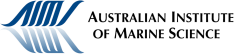 AIMS
AUSTRALIAN INSTITUTE
OF MARINE SCIENCE